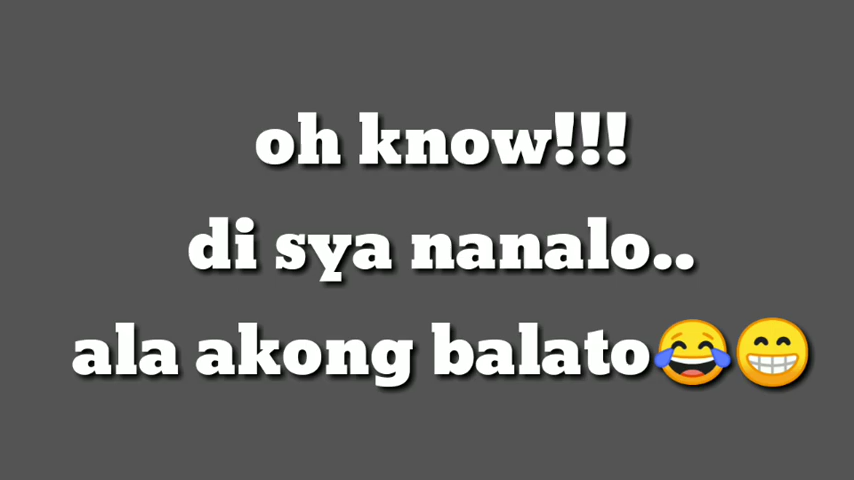 oh know!!!
di sya nanalo..
ala akong balato😂😁